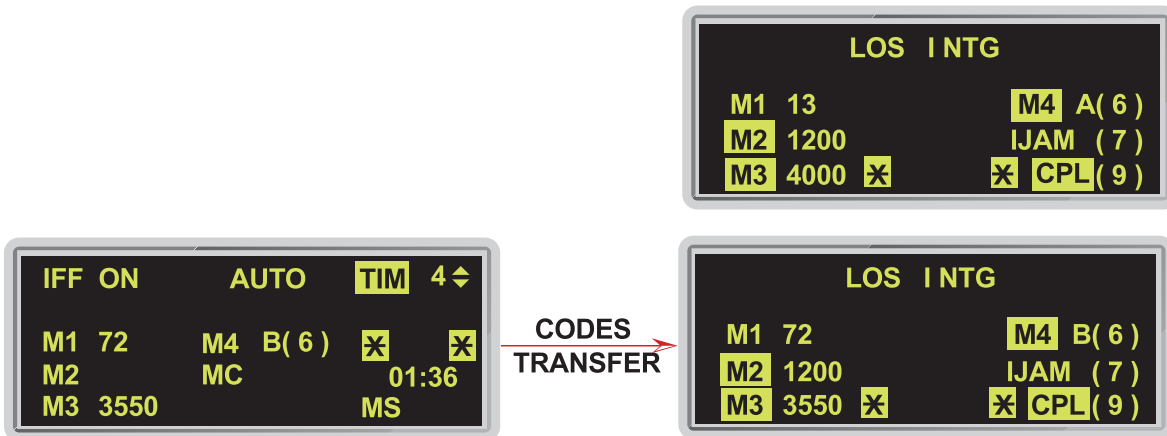 LOS INTG
M1 13 M4 A( 6 )
M2 1200 IJAM ( 7 )
M3 4000 * * CPL ( 9 )
IFF ON AUTO TIM 4
M1 72 M4 B( 6 ) * *
M2 MC 01:36
M3 3550 MS
CODES
TRANSFER
LOS INTG
M1 72 M4 B( 6 )
M2 1200 IJAM ( 7 )
M3 3550 * * CPL ( 9 )